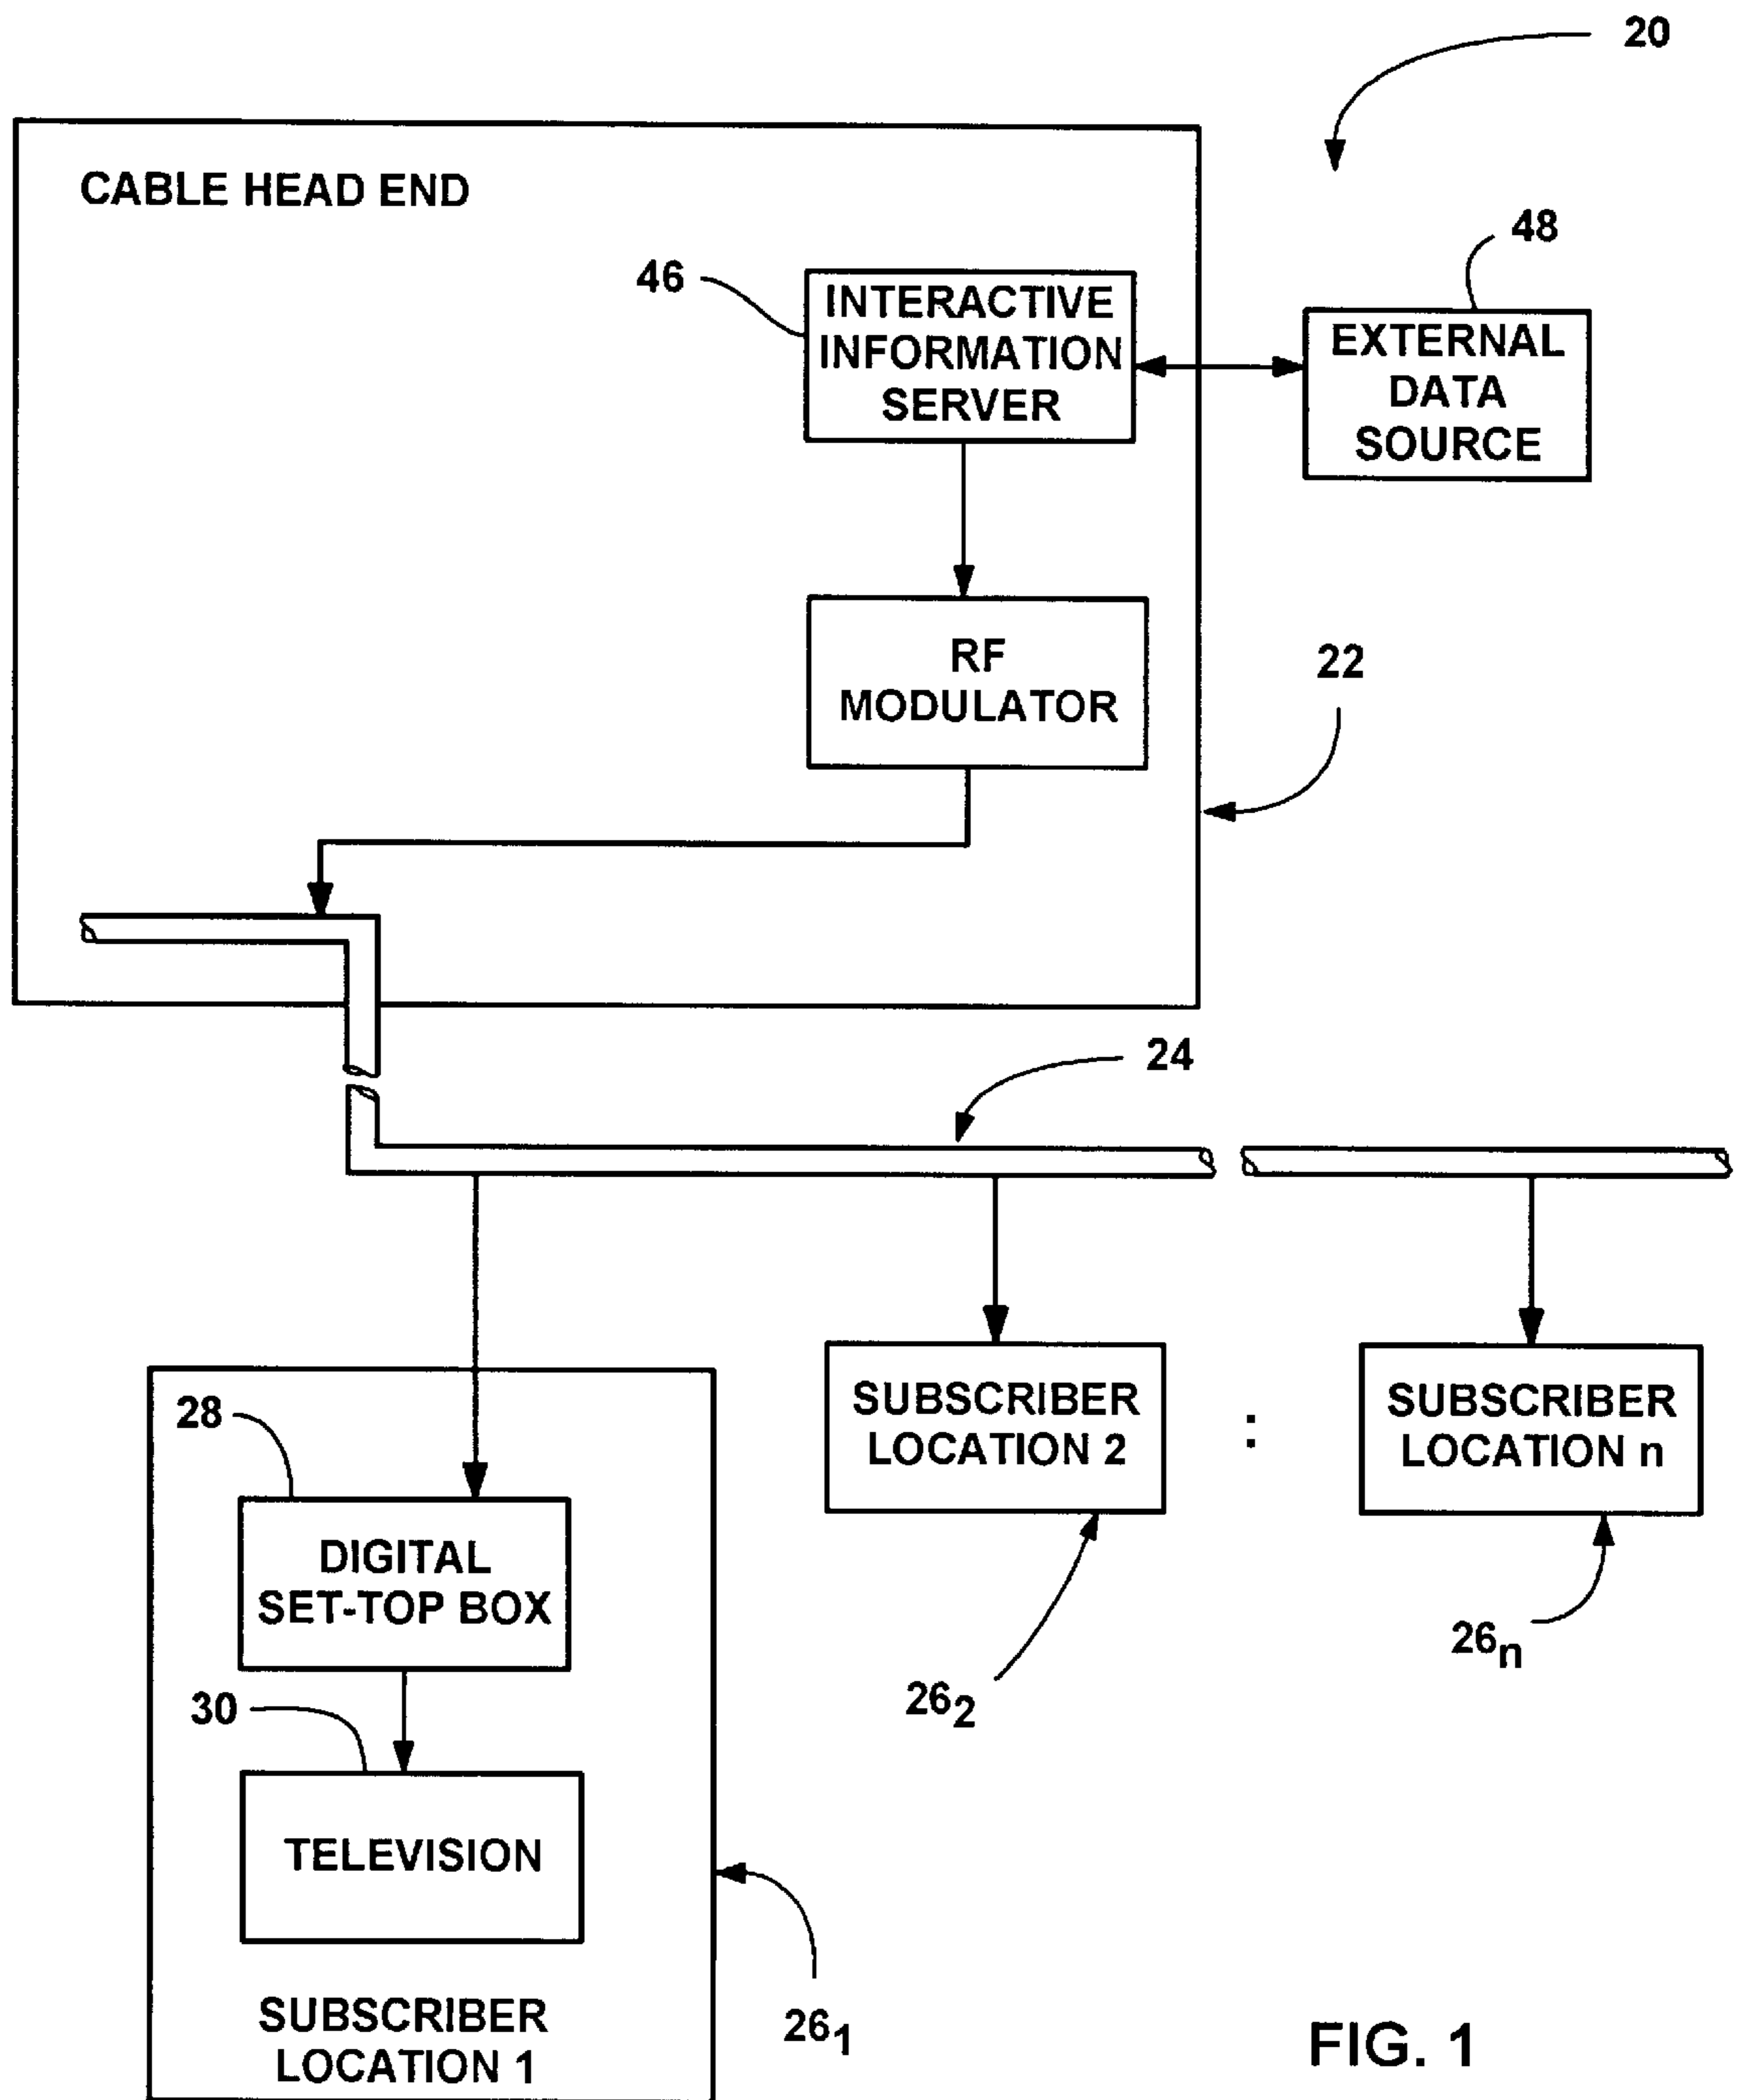 20
CABLE HEAD END
48
46
INTERACTIVE
INFORMATION
SERVER
EXTERNAL
DATA
SOURCE
RF
MODULATOR
22
24
28
DIGITAL
SET-TOP BOX
SUBSCRIBER
LOCATION 2
:
SUBSCRIBER
LOCATION n
26n
262
30
TELEVISION
SUBSCRIBER
LOCATION 1
261
FIG. 1